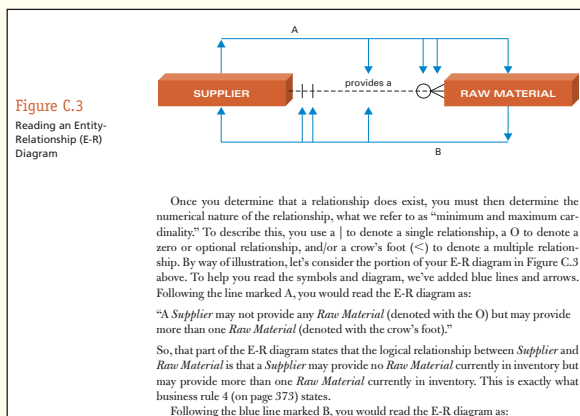 A
SUPPLIER
provides a
RAW MATERIAL
B
Figure C.3
Reading an Entity-
Relationship (E-R)
Diagram
Once you determine that a relationship does exist, you must then determine the
numerical nature of the relationship, what we refer to as “minimum and maximum car-
dinality.” To describe this, you use a | to denote a single relationship, a O to denote a
zero or optional relationship, and/or a crow’s foot (<) to denote a multiple relation-
ship. By way of illustration, let’s consider the portion of your E-R diagram in Figure C.3
above. To help you read the symbols and diagram, we’ve added blue lines and arrows.
Following the line marked A, you would read the E-R diagram as:
“A Supplier may not provide any Raw Material (denoted with the O) but may provide
more than one Raw Material (denoted with the crow’s foot).”
So, that part of the E-R diagram states that the logical relationship between Supplier and
Raw Material is that a Supplier may provide no Raw Material currently in inventory but
may provide more than one Raw Material currently in inventory. This is exactly what
business rule 4 (on page 373) states.
Following the blue line marked B, you would read the E-R diagram as: